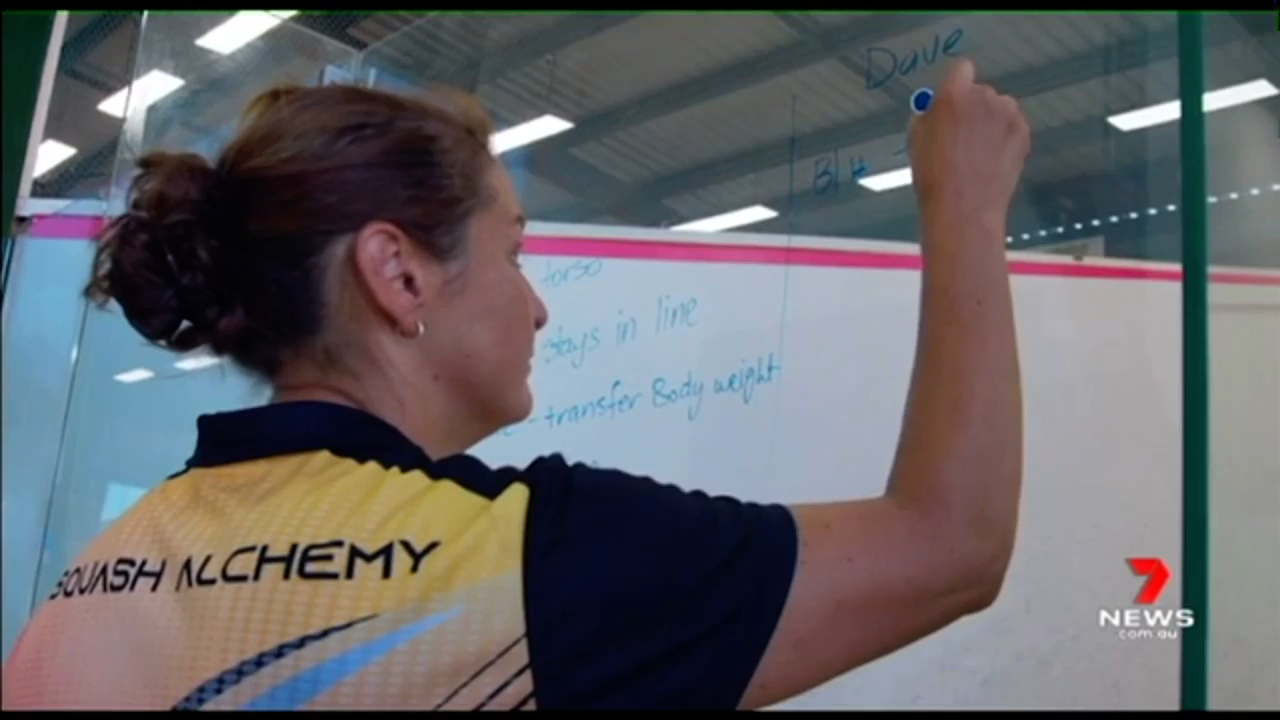 Dave
torso
stays in line
- transfer Body weight
SQUASH ALCHEMY
7
NEWS
.com.au